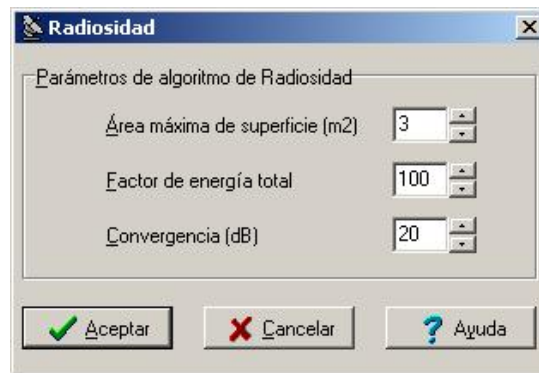 Radiosidad
Parámetros de algoritmo de Radiosidad
Área máxima de superficie (m2) 3
Factor de energía total 100
Convergencia (dB) 20
Aceptar Cancelar Ayuda